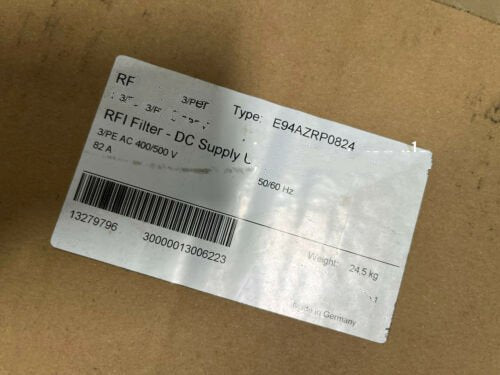 RF
3/PUT
Type: E94AZRP0824
RFI Filter - DC Supply U
3/PE AC 400/500 V
50/60 Hz
82 A
13279796
30000013006223
Weight: 24,5 kg
Made in Germany